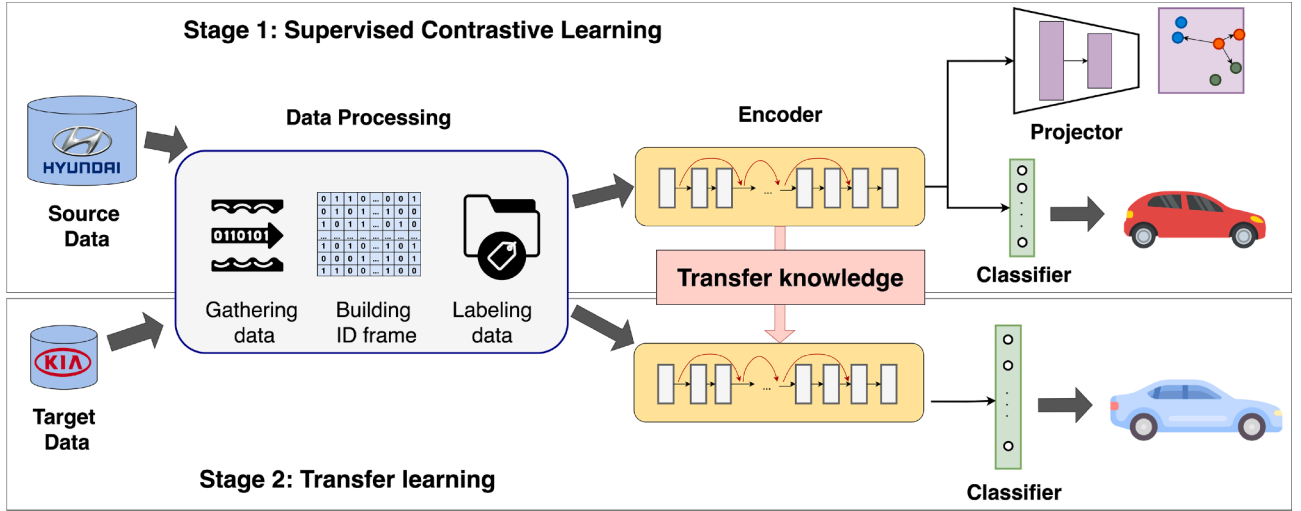 Stage 1: Supervised Contrastive Learning
HYUNDAI
Source
Data
Data Processing
0110101
0 1 1 0 ... 0 0 1
1 0 0 1 ... 1 0 0
1 0 1 1 ... 1 0 1
... ... ... ... ... ... ... ...
0 1 0 1 ... 1 0 1
0 0 0 1 ... 0 0 1
1 1 0 0 ... 1 0 0
Gathering
data
Building
ID frame
Labeling
data
Encoder
...
Projector
Classifier
Transfer knowledge
KIA
Target
Data
...
Classifier
Stage 2: Transfer learning